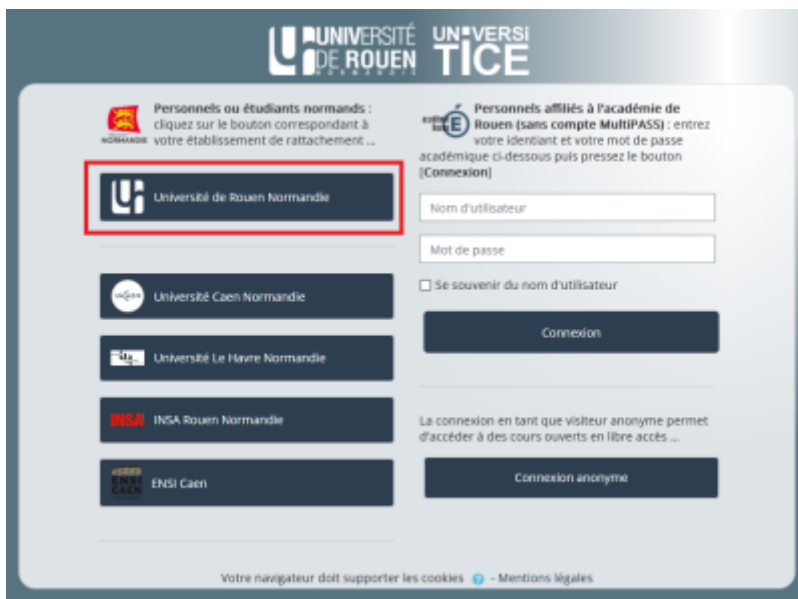 UNIVERSITÉ
DE ROUEN
NORMANDIE
UNIVERSI
TICE
Personnels ou étudiants normands :
cliquez sur le bouton correspondant à
votre établissement de rattachement ...
NORMANDIE
Université de Rouen Normandie
Université Caen Normandie
Université Le Havre Normandie
INSA
INSA Rouen Normandie
ENSI
CAEN
ENSI Caen
Personnels affiliés à l'académie de
Rouen (sans compte MultiPASS) : entrez
votre identiant et votre mot de passe
académique ci-dessous puis pressez le bouton
[Connexion]
Nom d'utilisateur
Mot de passe
Se souvenir du nom d'utilisateur
Connexion
La connexion en tant que visiteur anonyme permet
d'accéder à des cours ouverts en libre accès ...
Connexion anonyme
Votre navigateur doit supporter les cookies ? - Mentions légales